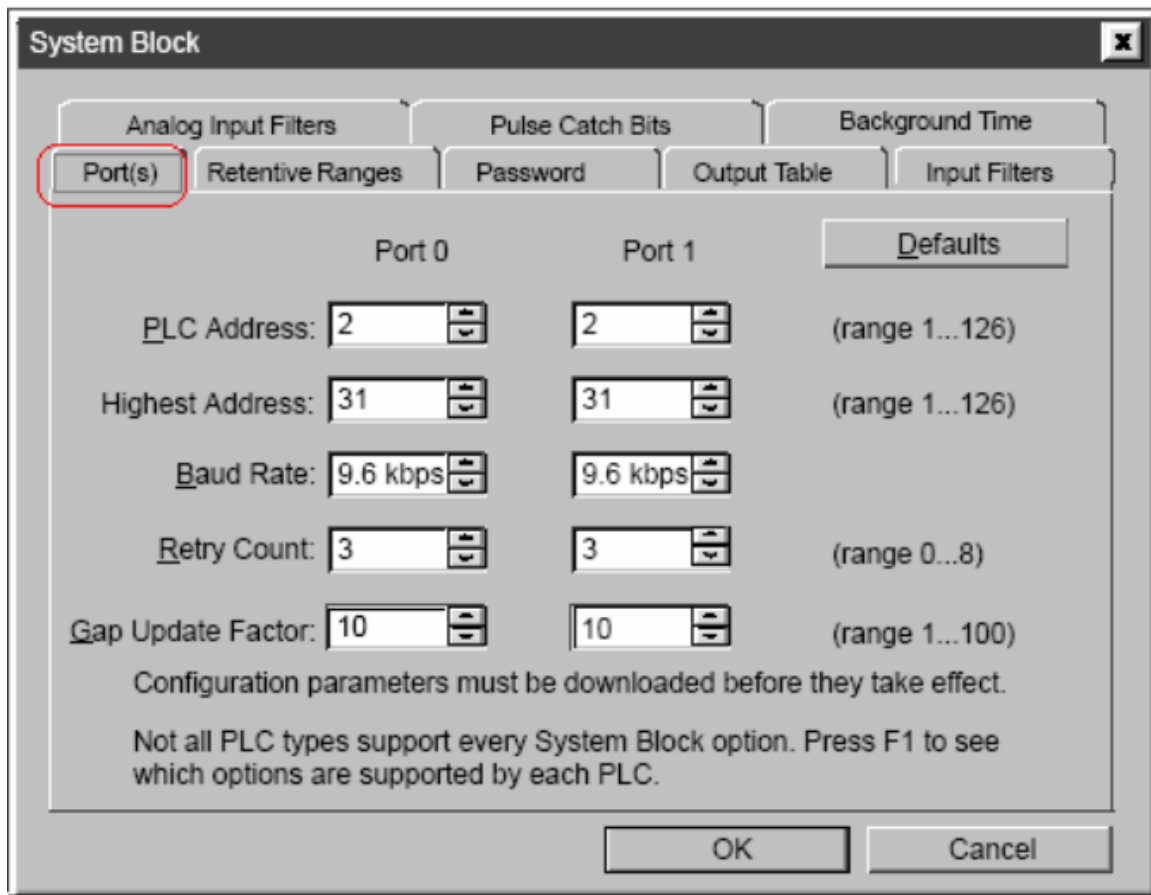 System Block
x
Analog Input Filters Pulse Catch Bits Background Time
Port(s) Retentive Ranges Password Output Table Input Filters
Port 0 Port 1 Defaults
PLC Address: 2 2 (range 1...126)
Highest Address: 31 31 (range 1...126)
Baud Rate: 9.6 kbps 9.6 kbps
Retry Count: 3 3 (range 0...8)
Gap Update Factor: 10 10 (range 1...100)
Configuration parameters must be downloaded before they take effect.
Not all PLC types support every System Block option. Press F1 to see
which options are supported by each PLC.
OK Cancel